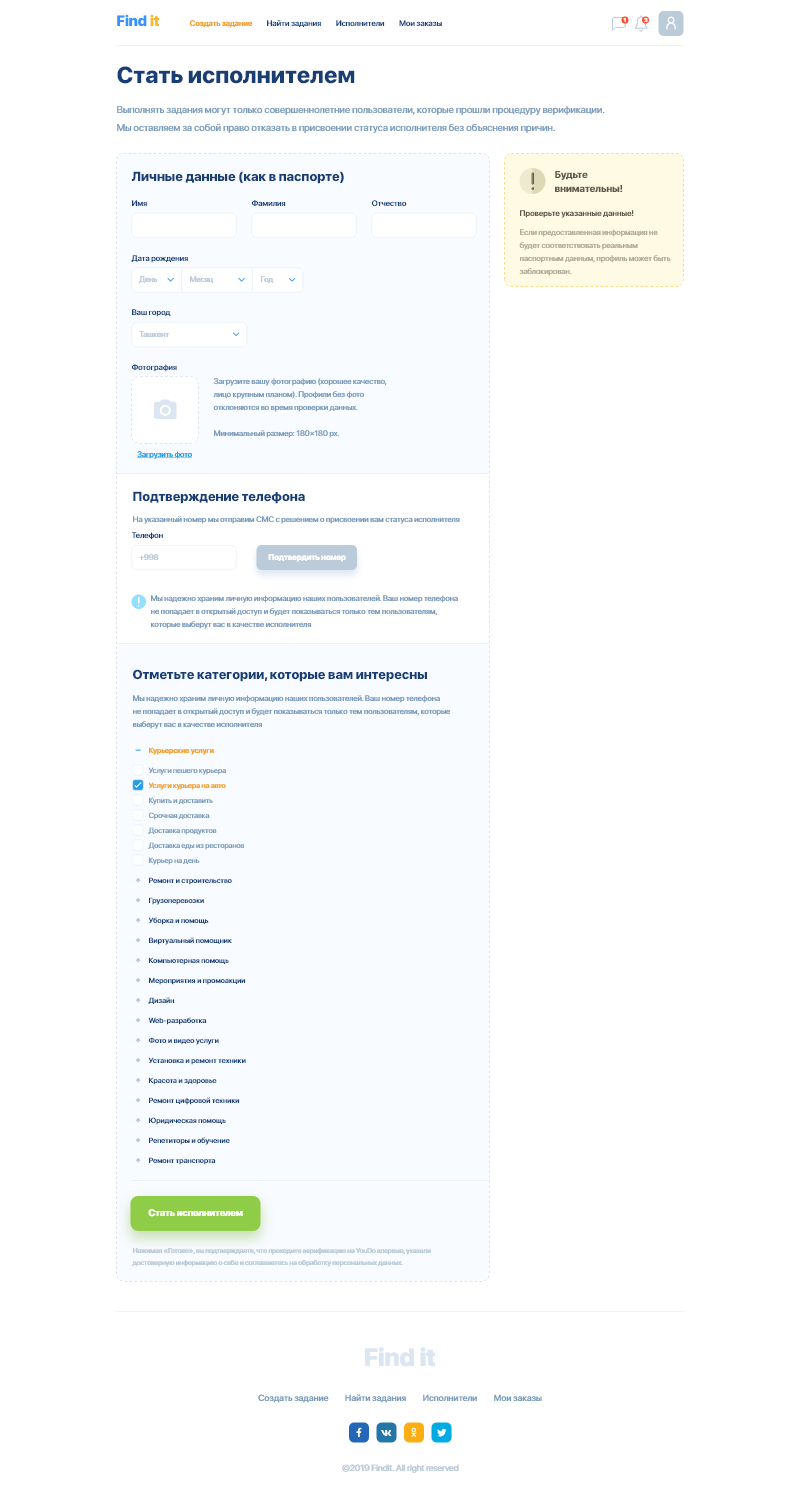 Find it
Создать задание
Найти задания
Исполнители
Мои заказы
1
3
Стать исполнителем
Выполнять задания могут только совершеннолетние пользователи, которые прошли процедуру верификации.
Мы оставляем за собой право отказать в присвоении статуса исполнителя без объяснения причин.
Личные данные (как в паспорте)
Имя
Фамилия
Отчество
Дата рождения
День
Месяц
Год
Ваш город
Ташкент
Фотография
Загрузите вашу фотографию (хорошее качество,
лицо крупным планом). Профили без фото
отклоняются во время проверки данных.
Минимальный размер: 180×180 px.
Загрузить фото
Будьте
внимательны!
Проверьте указанные данные!
Если предоставленная информация не
будет соответствовать реальным
паспортным данным, профиль может быть
заблокирован.
Подтверждение телефона
На указанный номер мы отправим СМС с решением о присвоении вам статуса исполнителя
Телефон
+998
Подтвердить номер
Мы надежно храним личную информацию наших пользователей. Ваш номер телефона
не попадает в открытый доступ и будет показываться только тем пользователям,
которые выберут вас в качестве исполнителя
Отметьте категории, которые вам интересны
Мы надежно храним личную информацию наших пользователей. Ваш номер телефона
не попадает в открытый доступ и будет показываться только тем пользователям, которые
выберут вас в качестве исполнителя
Курьерские услуги
Услуги пешего курьера
Услуги курьера на авто
Купить и доставить
Срочная доставка
Доставка продуктов
Доставка еды из ресторанов
Курьер на день
Ремонт и строительство
Грузоперевозки
Уборка и помощь
Виртуальный помощник
Компьютерная помощь
Мероприятия и промоакции
Дизайн
Web-разработка
Фото и видео услуги
Установка и ремонт техники
Красота и здоровье
Ремонт цифровой техники
Юридическая помощь
Репетиторы и обучение
Ремонт транспорта
Стать исполнителем
Нажимая «Готово», вы подтверждаете, что проходите верификацию на YouDo впервые, указали
достоверную информацию о себе и соглашаетесь на обработку персональных данных.
Find it
Создать задание
Найти задания
Исполнители
Мои заказы
©2019 Findit. All right reserved